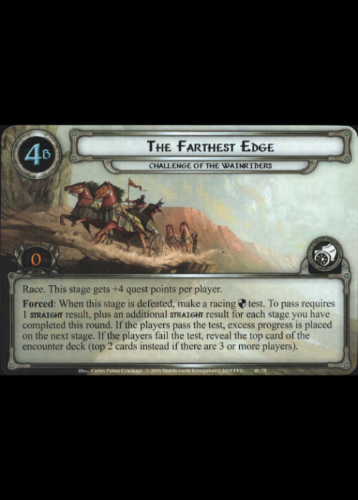 4B
THE FARTHEST EDGE
CHALLENGE OF THE WAINRIDERS
0
Race. This stage gets +4 quest points per player.
Forced: When this stage is defeated, make a racing test. To pass requires
1 STRAIGHT result, plus an additional STRAIGHT result for each stage you have
completed this round. If the players pass the test, excess progress is placed
on the next stage. If the players fail the test, reveal the top card of the
encounter deck (top 2 cards instead if there are 3 or more players).